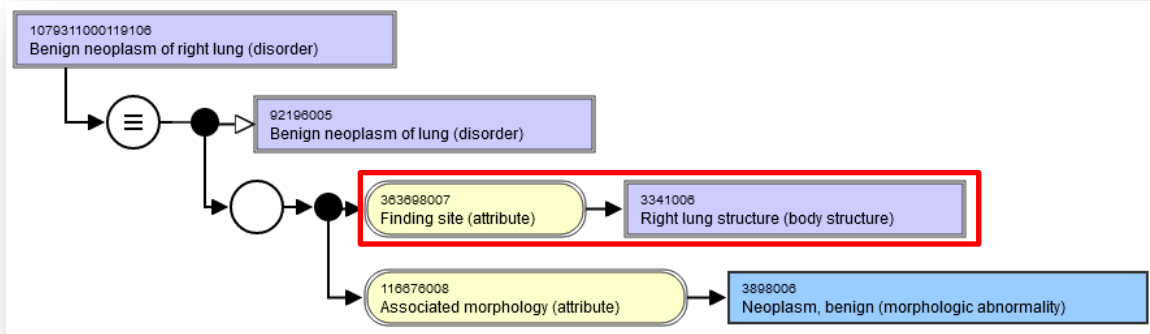 1079311000119106
Benign neoplasm of right lung (disorder)
92196005
Benign neoplasm of lung (disorder)
363698007
Finding site (attribute)
3341006
Right lung structure (body structure)
116676008
Associated morphology (attribute)
3898006
Neoplasm, benign (morphologic abnormality)